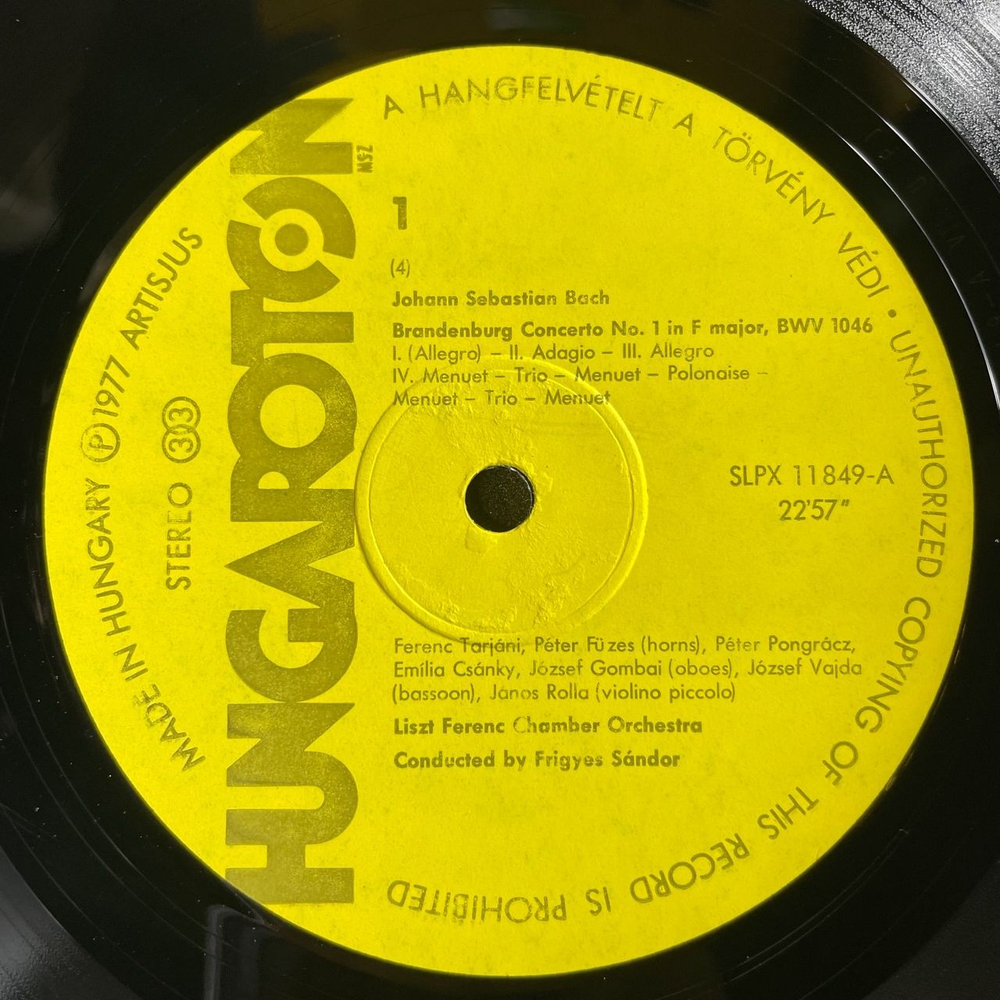 A HANGFELVÉTELT A TÖRVÉNY VÉDI • UNAUTHORIZED COPYING OF THIS RECORD IS PROHIBITED
MADE IN HUNGARY Ⓟ 1977 ARTISJUS
STEREO 33
HUNGAROTON
MSZ
1
(4)
Johann Sebastian Bach
Brandenburg Concerto No. 1 in F major, BWV 1046
I. (Allegro) – II. Adagio – III. Allegro
IV. Menuet – Trio – Menuet – Polonaise –
Menuet – Trio – Menuet
SLPX 11849-A
22'57"
Ferenc Tarjáni, Péter Füzes (horns), Péter Pongrácz,
Emília Csánky, József Gombai (oboes), József Vajda
(bassoon), János Rolla (violino piccolo)
Liszt Ferenc Chamber Orchestra
Conducted by Frigyes Sándor